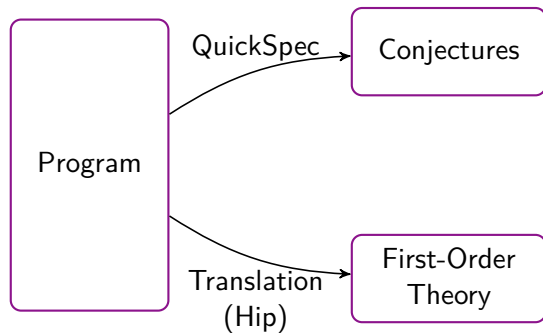 QuickSpec
Conjectures
Program
Translation
(Hip)
First-Order
Theory